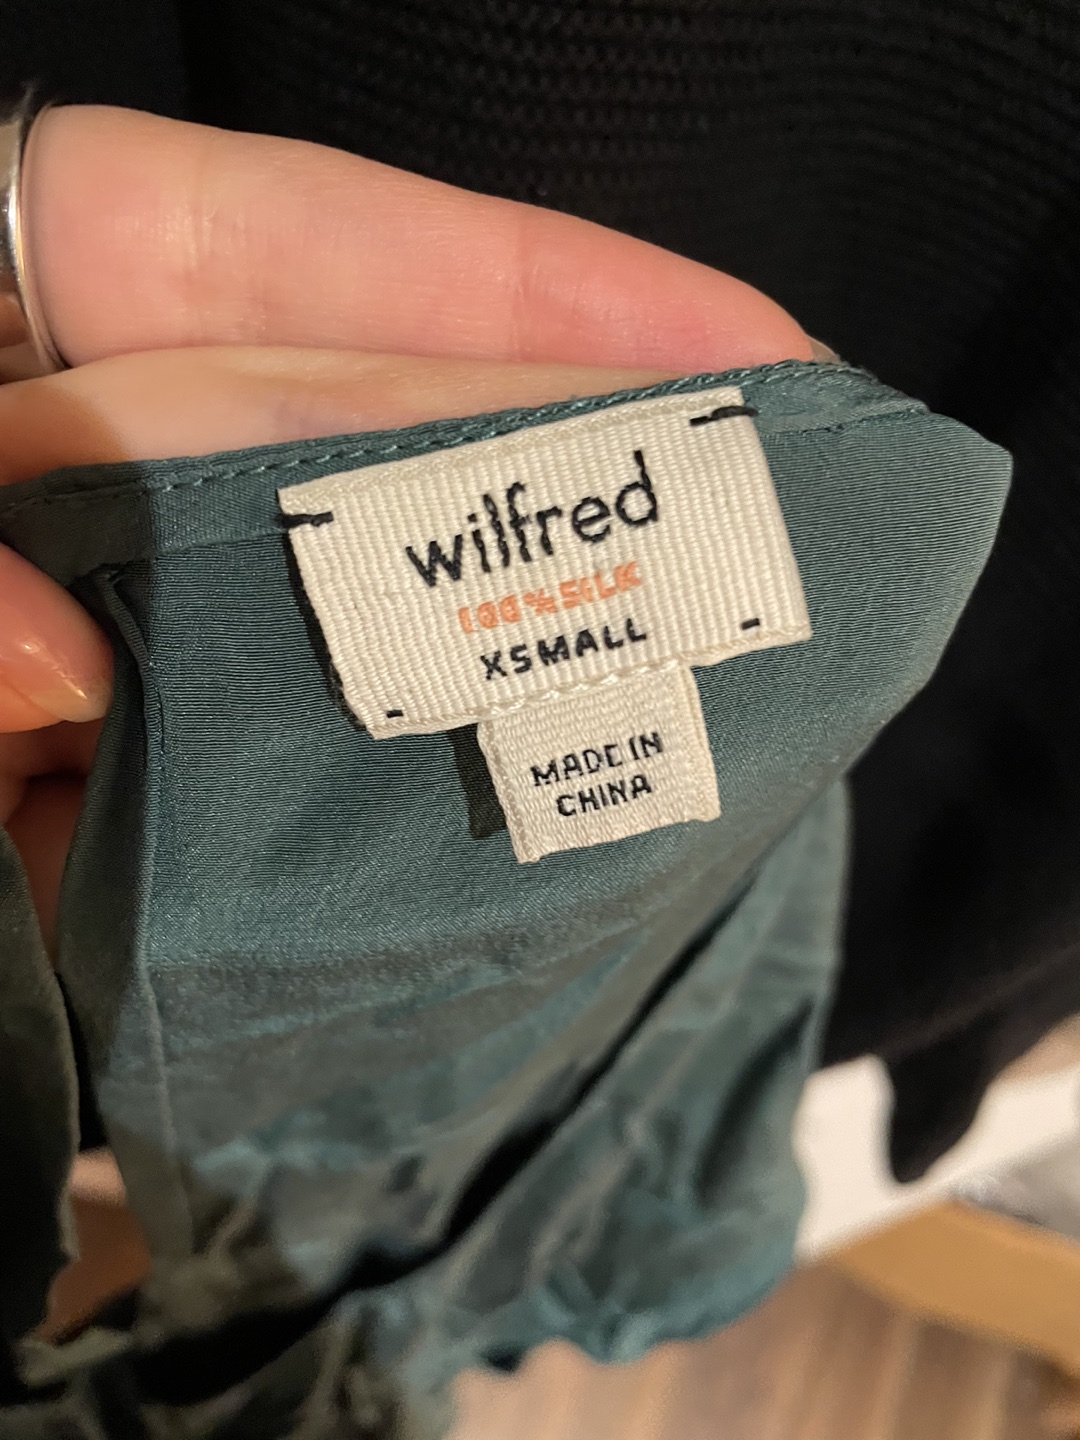 wilfred
100% SILK
XSMALL
MADE IN
CHINA